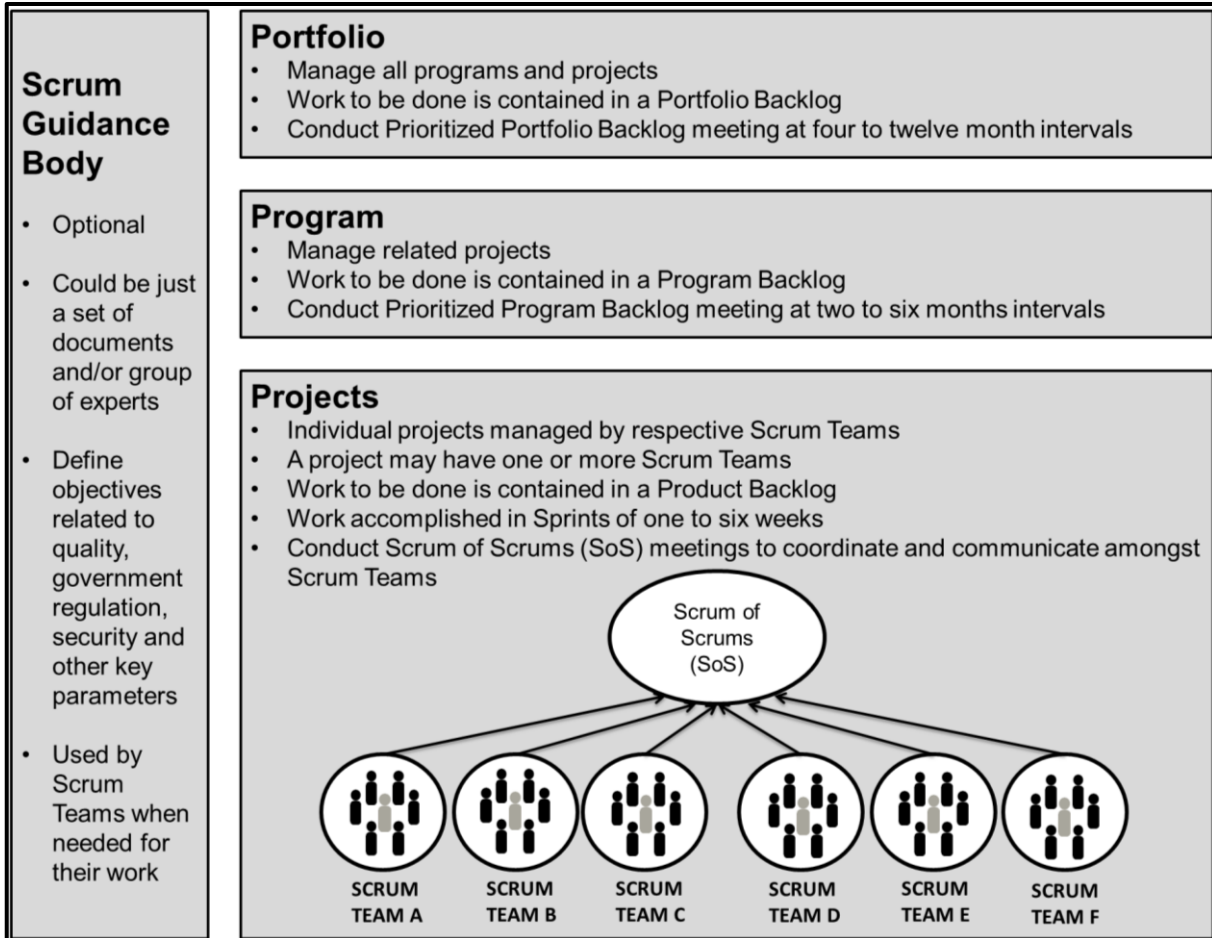 Scrum
Guidance
Body
• Optional
• Could be just
a set of
documents
and/or group
of experts
• Define
objectives
related to
quality,
government
regulation,
security and
other key
parameters
• Used by
Scrum
Teams when
needed for
their work
Portfolio
• Manage all programs and projects
• Work to be done is contained in a Portfolio Backlog
• Conduct Prioritized Portfolio Backlog meeting at four to twelve month intervals
Program
• Manage related projects
• Work to be done is contained in a Program Backlog
• Conduct Prioritized Program Backlog meeting at two to six months intervals
Projects
• Individual projects managed by respective Scrum Teams
• A project may have one or more Scrum Teams
• Work to be done is contained in a Product Backlog
• Work accomplished in Sprints of one to six weeks
• Conduct Scrum of Scrums (SoS) meetings to coordinate and communicate amongst
Scrum Teams
Scrum of
Scrums
(SoS)
SCRUM
TEAM A
SCRUM
TEAM B
SCRUM
TEAM C
SCRUM
TEAM D
SCRUM
TEAM E
SCRUM
TEAM F